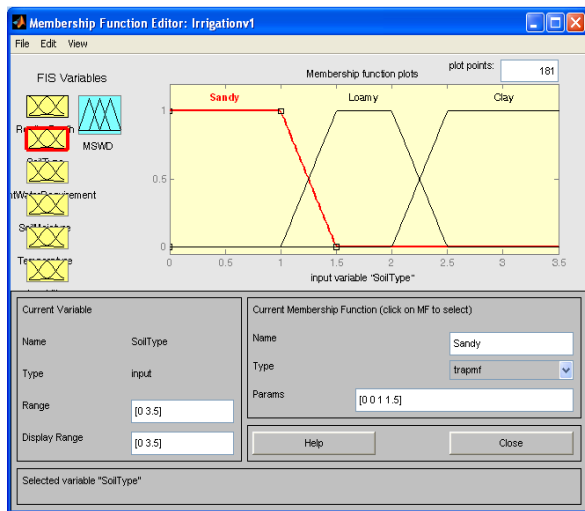 Membership Function Editor: Irrigationv1
File Edit View
FIS Variables
MSWD
SoilType
SoilMoisture
Temperature
Membership function plots
plot points: 181
Sandy Loamy Clay
1
0.5
0
0 0.5 1 1.5 2 2.5 3 3.5
input variable "SoilType"
Current Variable
Name SoilType
Type input
Range [0 3.5]
Display Range [0 3.5]
Current Membership Function (click on MF to select)
Name Sandy
Type trapmf
Params [0 0 1 1.5]
Help Close
Selected variable "SoilType"